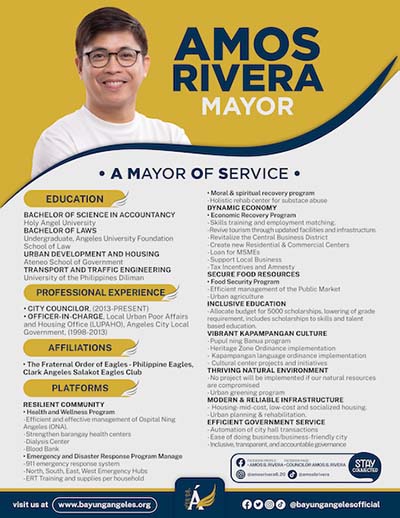 AMOS
RIVERA
MAYOR
• A MAYOR OF SERVICE •
EDUCATION
BACHELOR OF SCIENCE IN ACCOUNTANCY
Holy Angel University
BACHELOR OF LAWS
Undergraduate, Angeles University Foundation
School of Law
URBAN DEVELOPMENT AND HOUSING
Ateneo School of Government
TRANSPORT AND TRAFFIC ENGINEERING
University of the Philippines Diliman
PROFESSIONAL EXPERIENCE
• CITY COUNCILOR, (2013-PRESENT)
• OFFICER-IN-CHARGE, Local Urban Poor Affairs
and Housing Office (LUPAHO), Angeles City Local
Government, (1998-2013)
AFFILIATIONS
• The Fraternal Order of Eagles - Philippine Eagles,
Clark Angeles Salakot Eagles Club
PLATFORMS
RESILIENT COMMUNITY
• Health and Wellness Program
- Efficient and effective management of Ospital Ning
Angeles (ONA).
- Strengthen barangay health centers
- Dialysis Center
- Blood Bank
• Emergency and Disaster Response Program Manage
- 911 emergency response system
- North, South, East, West Emergency Hubs
- ERT Training and supplies per household
• Moral & spiritual recovery program
- Holistic rehab center for substace abuse
DYNAMIC ECONOMY
• Economic Recovery Program
- Skills training and employment matching.
- Revive tourism through updated facilities and infrastructure.
- Revitalize the Central Business District
- Create new Residential & Commercial Centers
- Loan for MSMEs
- Support Local Business
- Tax Incentives and Amnesty
SECURE FOOD RESOURCES
• Food Security Program
- Efficient management of the Public Market
- Urban agriculture
INCLUSIVE EDUCATION
- Allocate budget for 5000 scholarships, lowering of grade
requirement, includes scholarships to skills and talent
based education.
VIBRANT KAPAMPANGAN CULTURE
- Pupul ning Banua program
- Heritage Zone Ordinance implementation
- Kapampangan language ordinance implementation
- Cultural center projects and initiatives
THRIVING NATURAL ENVIRONMENT
- No project will be implemented if our natural resources
are compromised
- Urban greening program
MODERN & RELIABLE INFRASTRUCTURE
- Housing-mid-cost, low-cost and socialized housing.
- Urban planning & rehabilitation.
EFFICIENT GOVERNMENT SERVICE
- Automation of city hall transactions
- Ease of doing business/business-friendly city
- Inclusive, transparent, and accountable governance
FACEBOOK PROFILE
• AMOS B. RIVERA
FACEBOOK PAGE
• COUNCILOR AMOS B. RIVERA
@amosbrivera
STAY
CONNECTED
visit us at
www.bayungangeles.org
@bayungangelesofficial